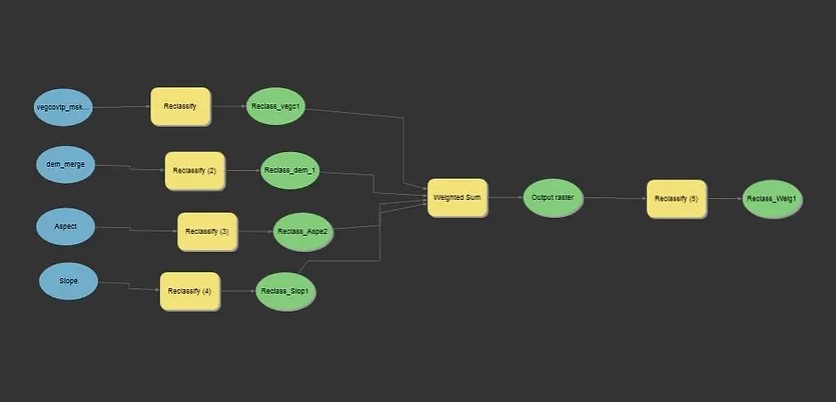 vegcovtp_msk...
Reclassify
Reclass_vegc1
dem_merge
Reclassify (2)
Reclass_dem_1
Aspect
Reclassify (3)
Reclass_Aspe2
Slope
Reclassify (4)
Reclass_Slop1
Weighted Sum
Output raster
Reclassify (5)
Reclass_Weig1